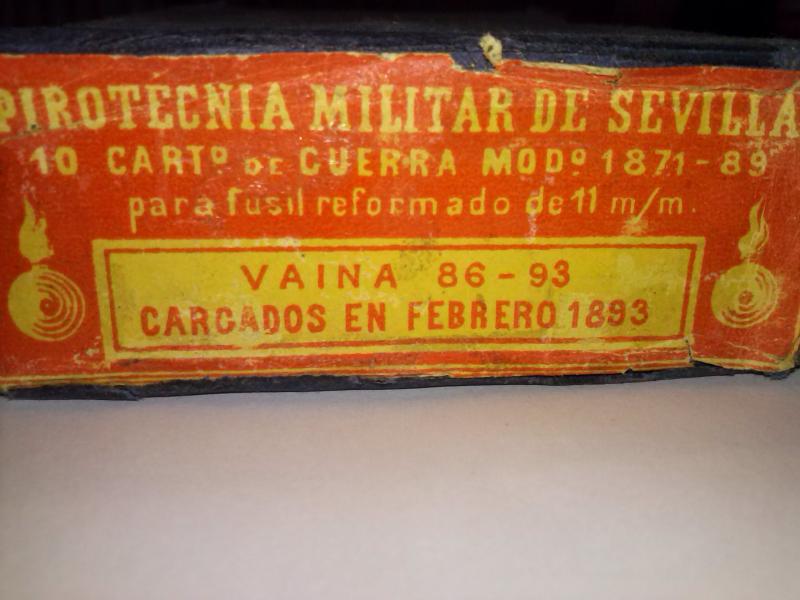 PIROTECNIA MILITAR DE SEVILLA
10 CARTº DE GUERRA MODº 1871-89
para fusil reformado de 11 m/m.
VAINA 86-93
CARGADOS EN FEBRERO 1893